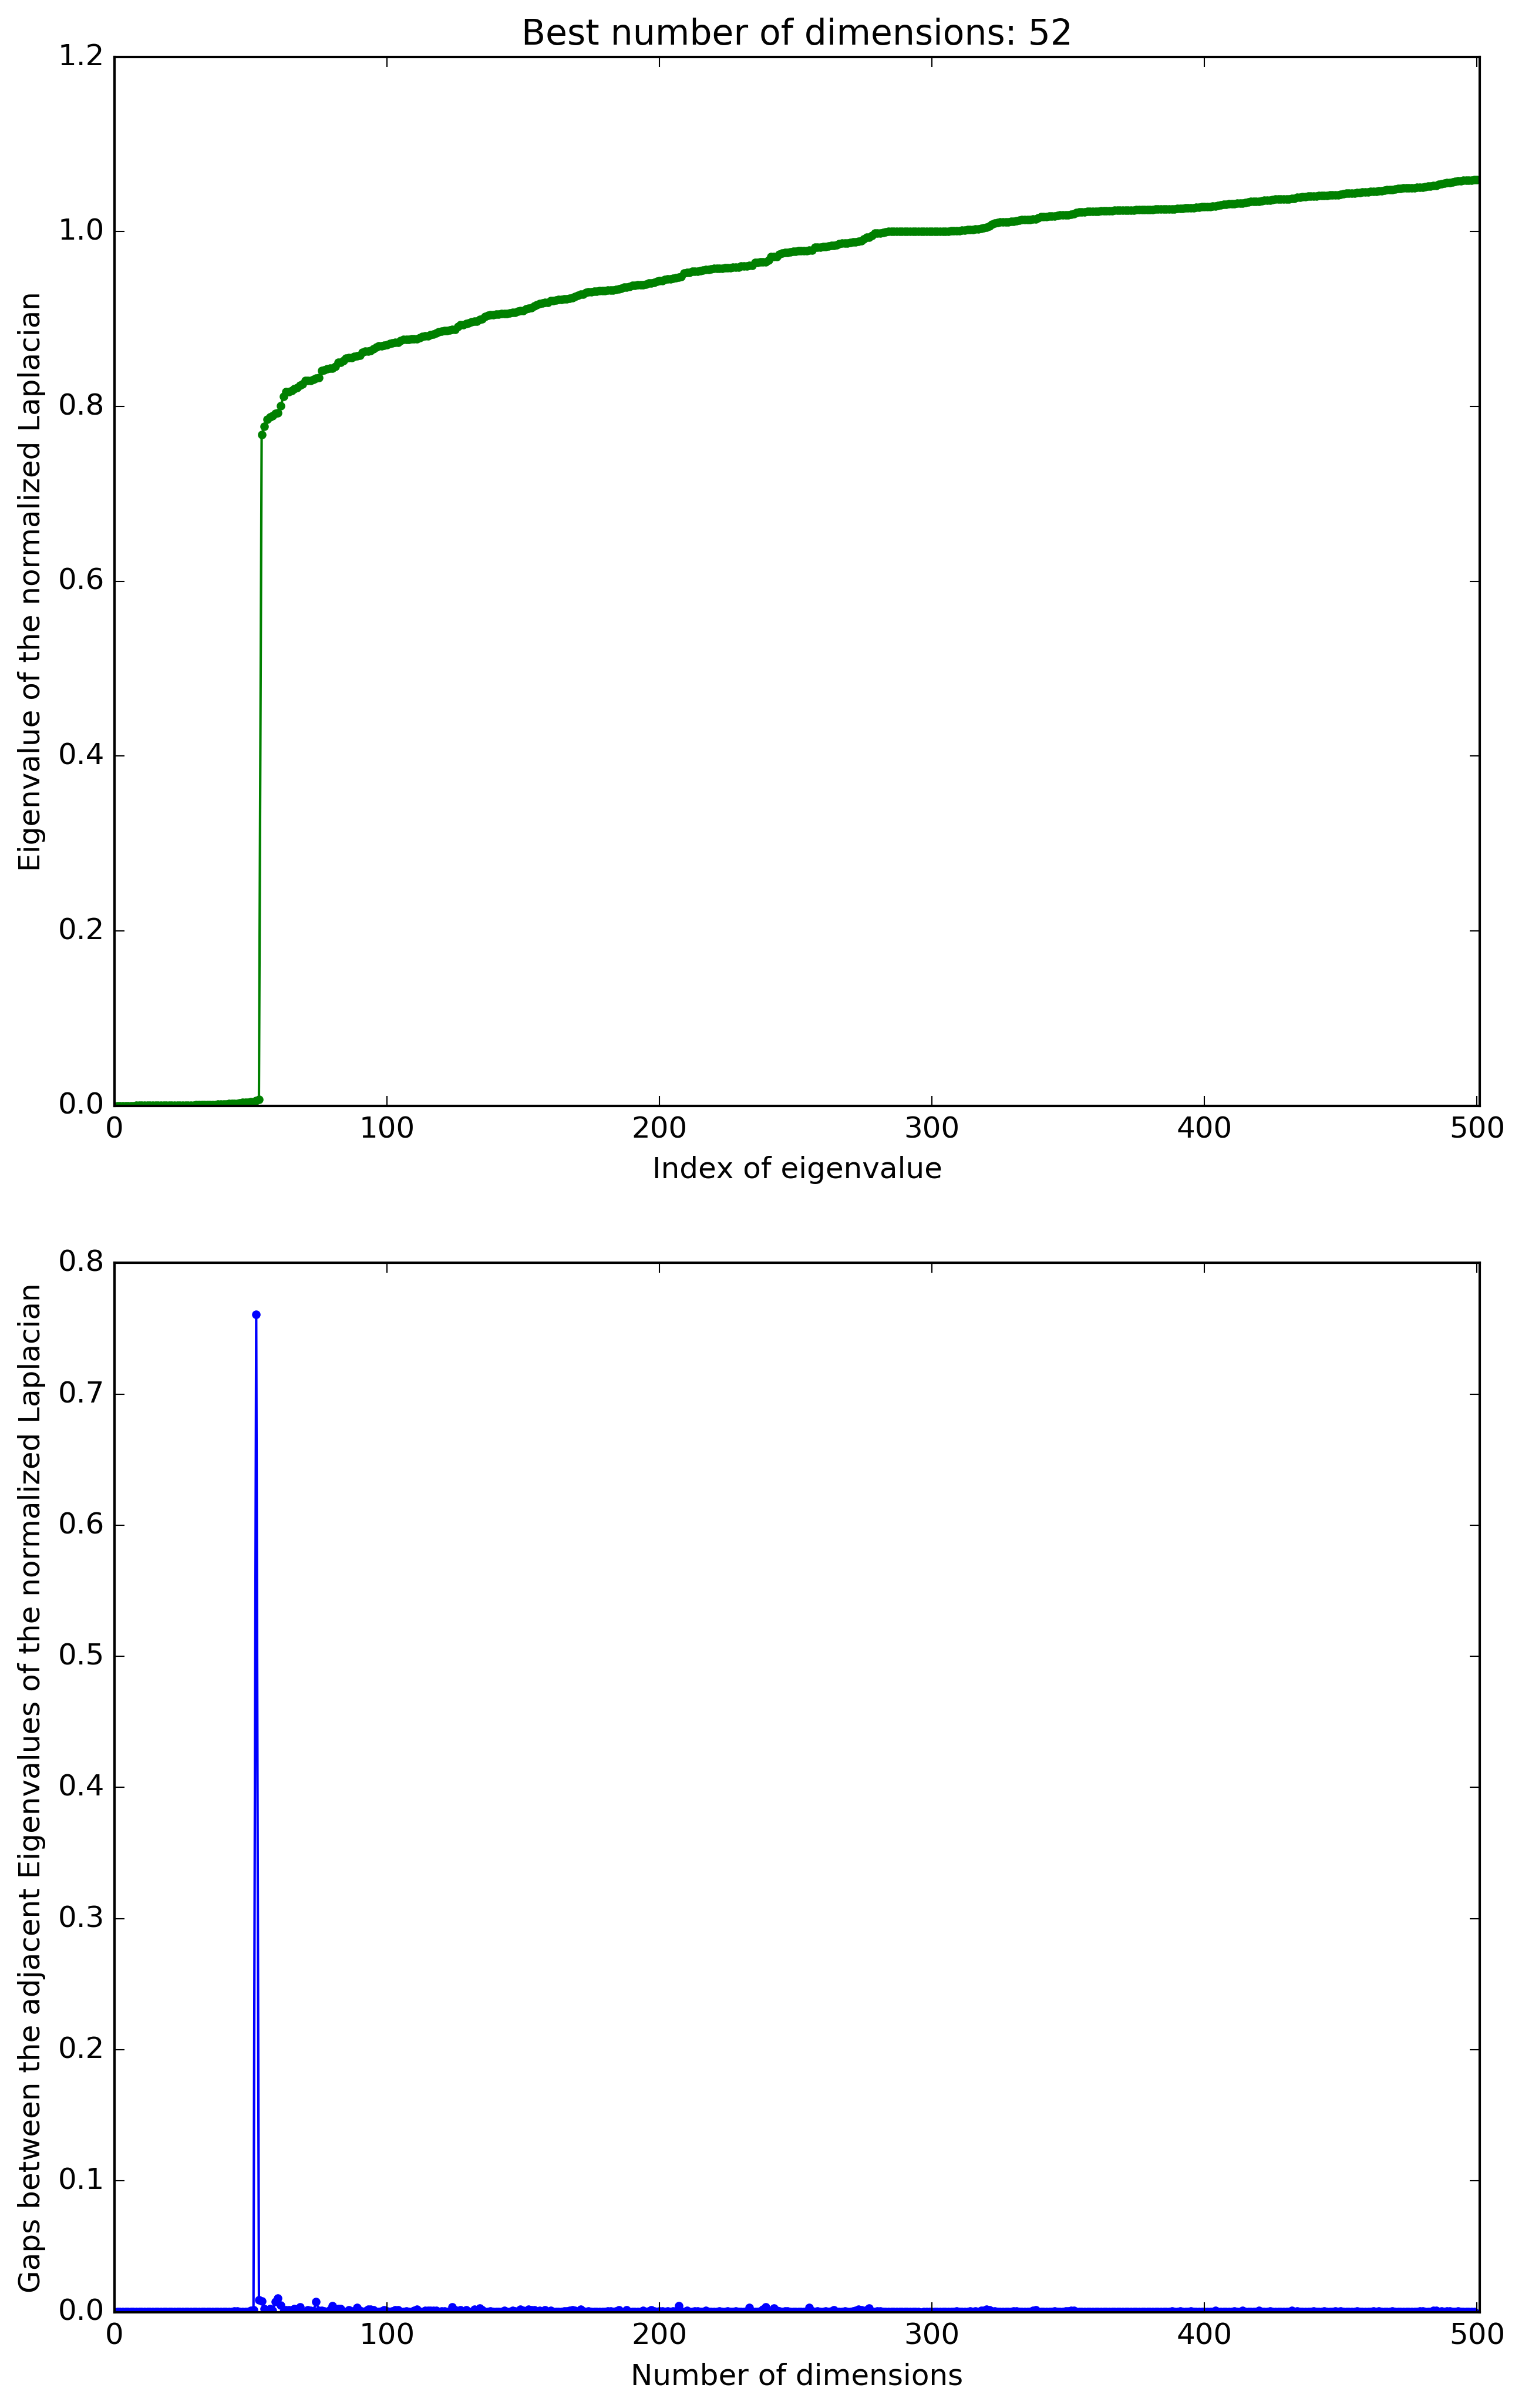 Best number of dimensions: 52
1.2
1.0
0.8
0.6
0.4
0.2
0.0
Eigenvalue of the normalized Laplacian
0 100 200 300 400 500
Index of eigenvalue
0.8
0.7
0.6
0.5
0.4
0.3
0.2
0.1
0.0
Gaps between the adjacent Eigenvalues of the normalized Laplacian
0 100 200 300 400 500
Number of dimensions